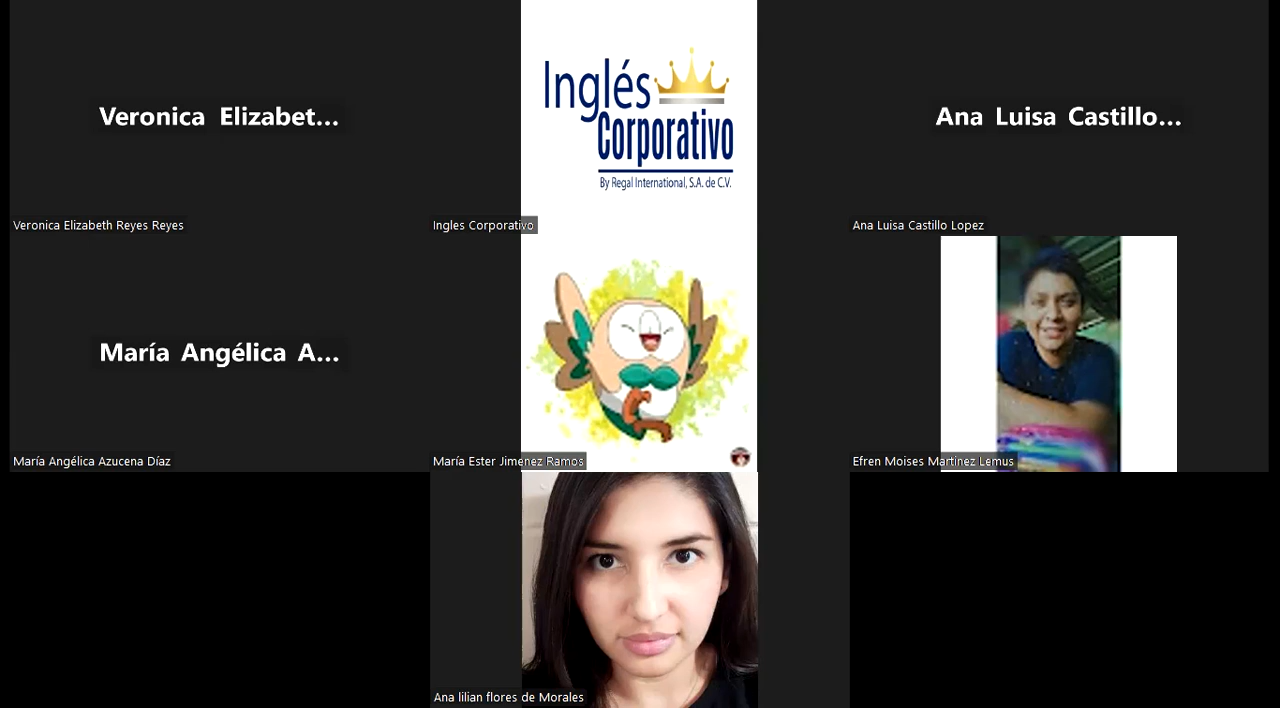 Veronica Elizabet...
Veronica Elizabeth Reyes Reyes
Inglés
Corporativo
By Regal International, S.A. de C.V.
Ingles Corporativo
Ana Luisa Castillo...
Ana Luisa Castillo Lopez
María Angélica A...
María Angélica Azucena Díaz
María Ester Jimenez Ramos
Efren Moises Martinez Lemus
Ana lilian flores de Morales